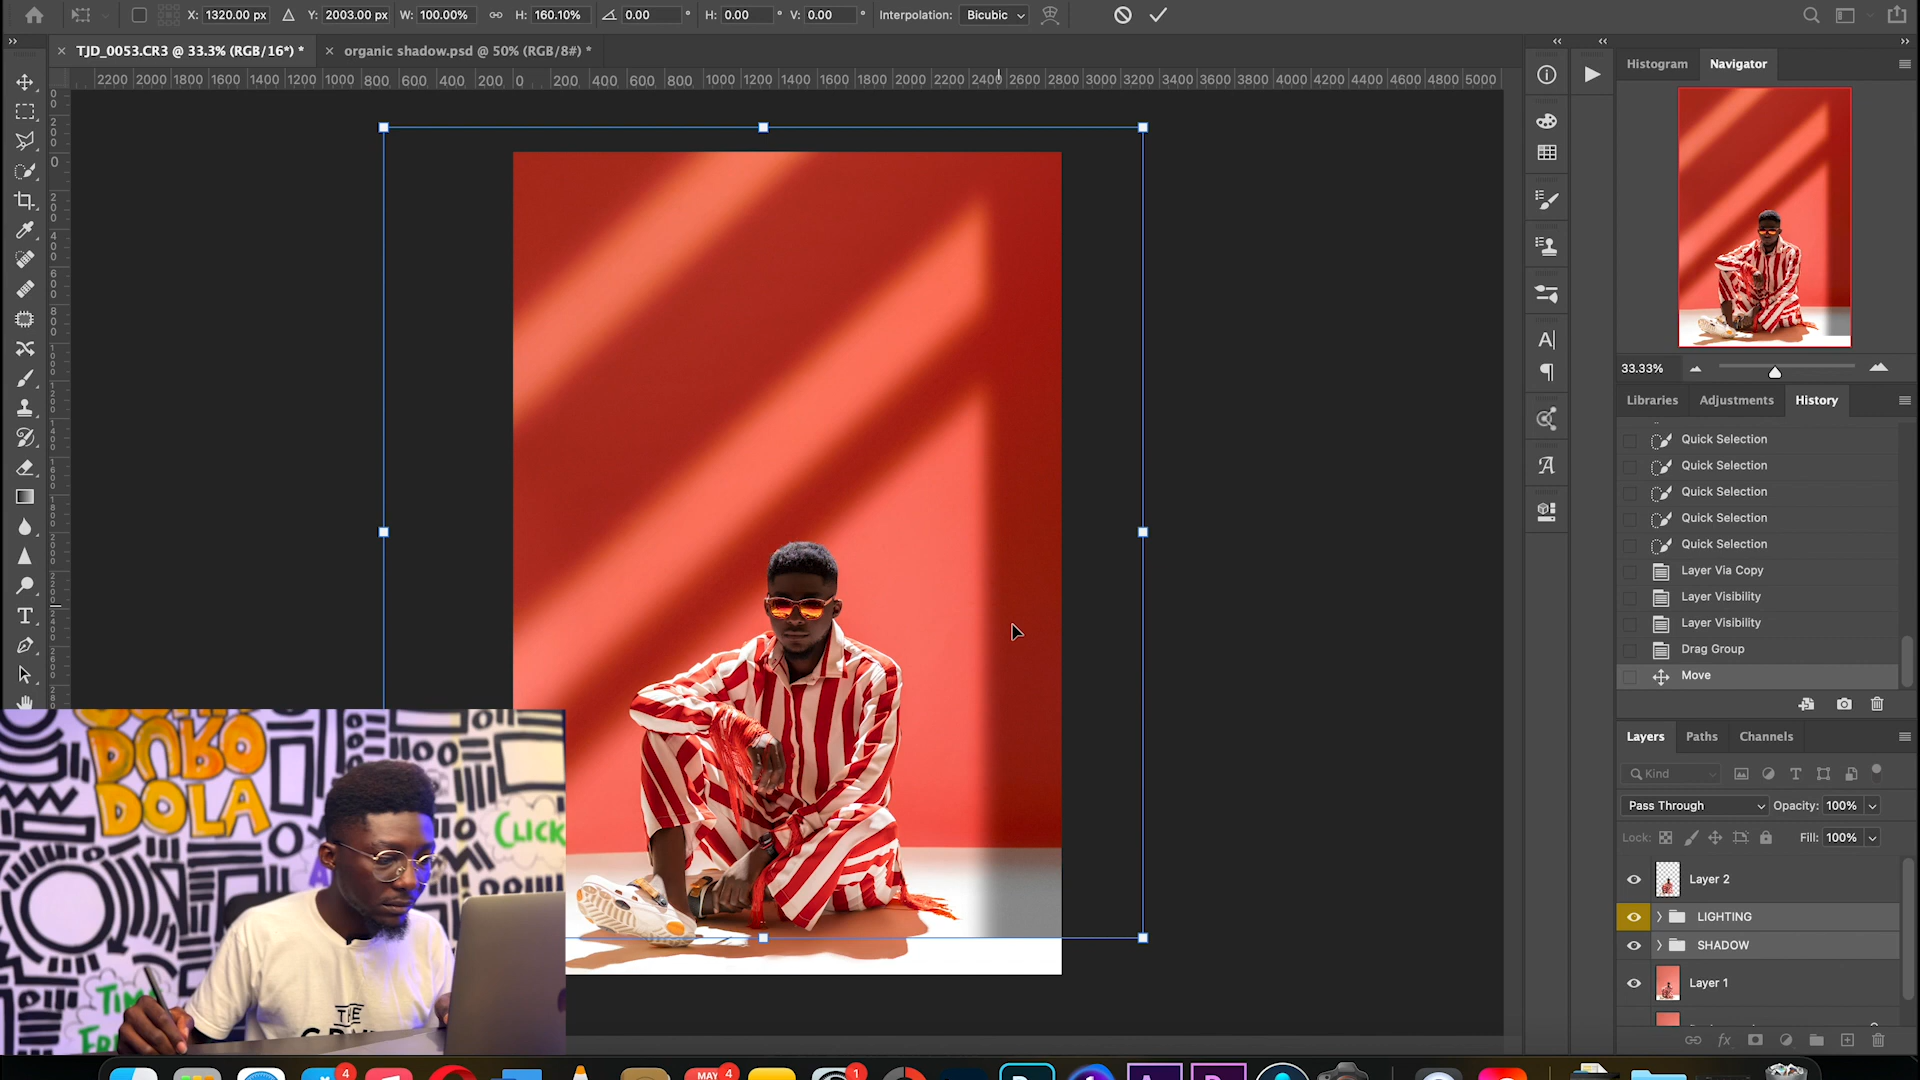 X: 1320.00 px Y: 2003.00 px W: 100.00% H: 160.10% 0.00 ° H: 0.00 ° V: 0.00 ° Interpolation: Bicubic
TJD_0053.CR3 @ 33.3% (RGB/16*) *
organic shadow.psd @ 50% (RGB/8#) *
2200 2000 1800 1600 1400 1200 1000 800 600 400 200 0 200 400 600 800 1000 1200 1400 1600 1800 2000 2200 2400 2600 2800 3000 3200 3400 3600 3800 4000 4200 4400 4600 4800 5000
Histogram Navigator
33.33%
Libraries Adjustments History
Quick Selection
Quick Selection
Quick Selection
Quick Selection
Quick Selection
Layer Via Copy
Layer Visibility
Layer Visibility
Drag Group
Move
Layers Paths Channels
Kind
Pass Through Opacity: 100%
Lock: Fill: 100%
Layer 2
LIGHTING
SHADOW
Layer 1
DOLA
CLICK
THE
MAY 4
4
1